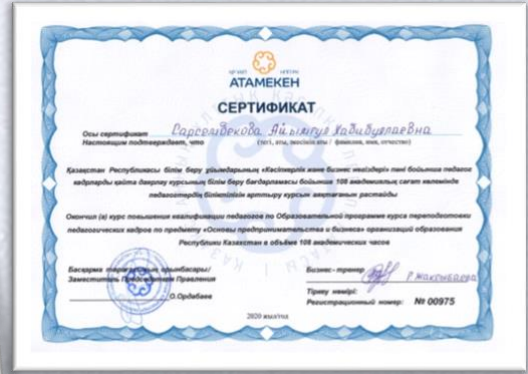 АТАМЕКЕН
СЕРТИФИКАТ
Осы сертификат
Настоящим подтверждает, что
(тегі, аты, әкесінің аты / фамилия, имя, отчество)
Қазақстан Республикасы білім беру ұйымдарының «Кәсіпкерлік және бизнес негіздері» пәні бойынша педагог
кадрларды қайта даярлау курсының білім беру бағдарламасы бойынша 108 академиялық сағат көлемінде
педагогтердің біліктілігін арттыру курсын аяқтағанын растайды
Окончил (а) курс повышения квалификации педагогов по Образовательной программе курса переподготовки
педагогических кадров по предмету «Основы предпринимательства и бизнеса» организаций образования
Республики Казахстан в объёме 108 академических часов
Басқарма төрағасының орынбасары/
Заместитель Председателя Правления
О.Ордабаев
Бизнес-тренер
Тіркеу нөмірі:
Регистрационный номер: № 00975
2020 жыл/год